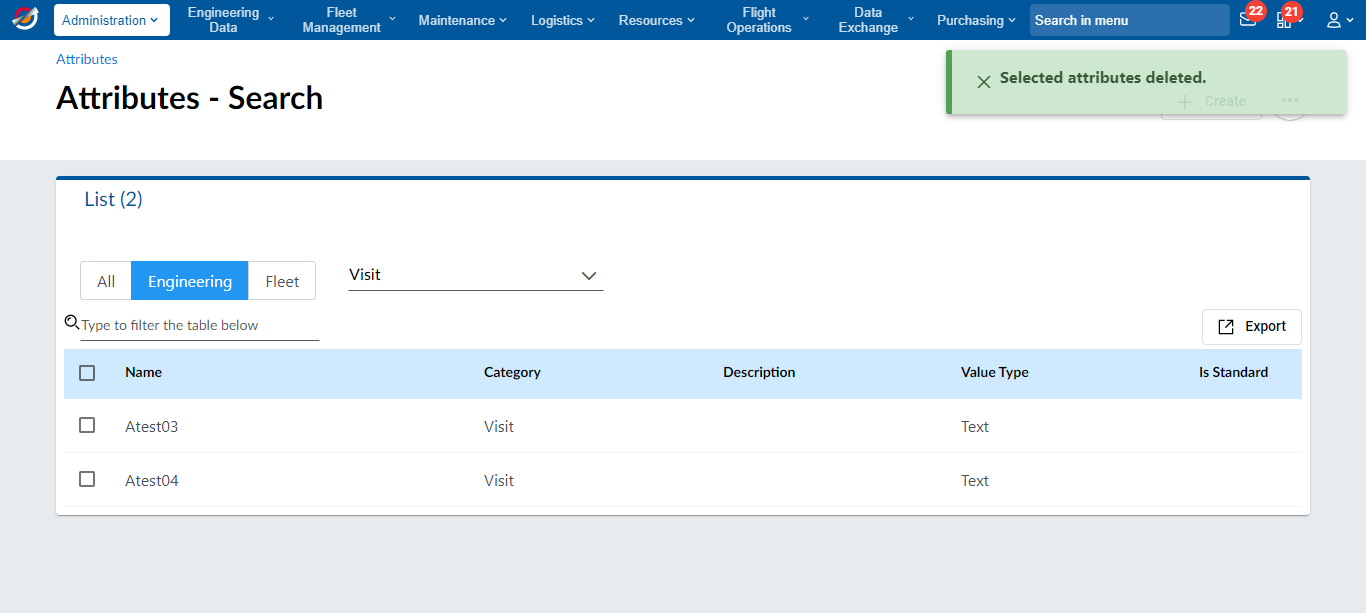 Administration
Engineering
Data
Fleet
Management
Maintenance
Logistics
Resources
Flight
Operations
Data
Exchange
Purchasing
Search in menu
22
21
Attributes
Attributes - Search
Selected attributes deleted.
Create
List (2)
All
Engineering
Fleet
Visit
Type to filter the table below
Export
Name Category Description Value Type Is Standard
Atest03 Visit Text
Atest04 Visit Text